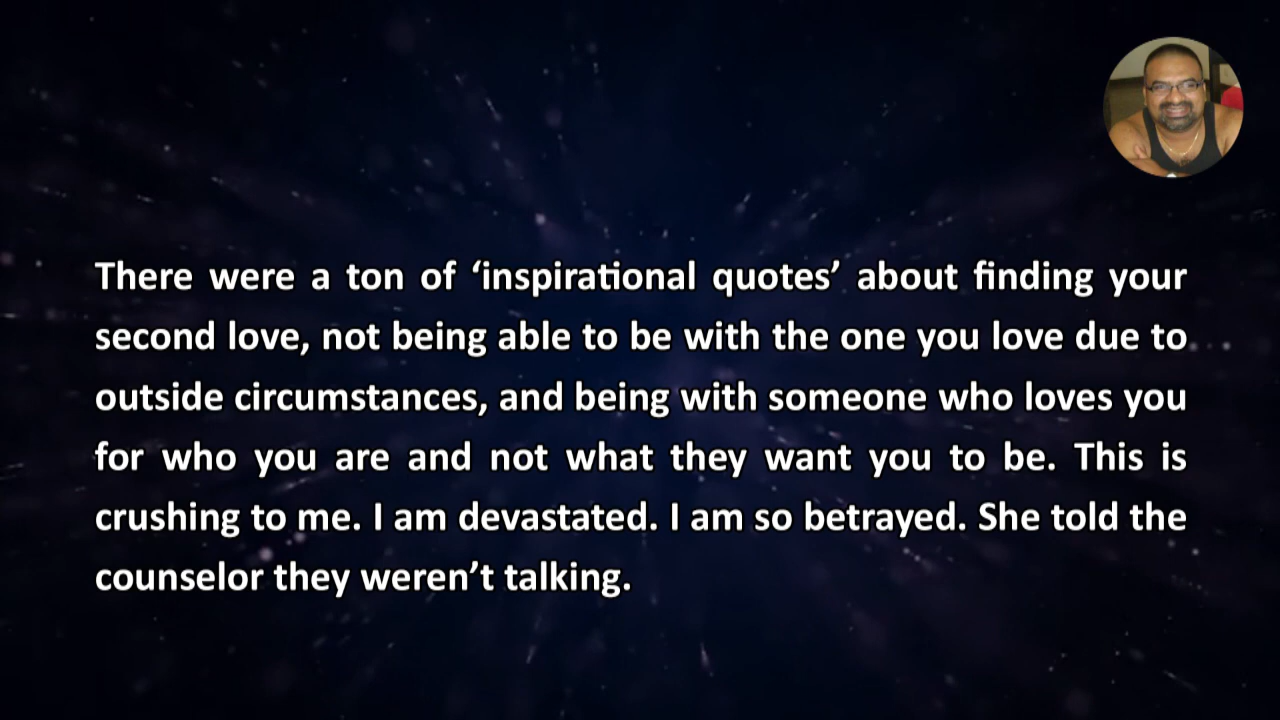 There were a ton of ‘inspirational quotes’ about finding your
second love, not being able to be with the one you love due to
outside circumstances, and being with someone who loves you
for who you are and not what they want you to be. This is
crushing to me. I am devastated. I am so betrayed. She told the
counselor they weren’t talking.